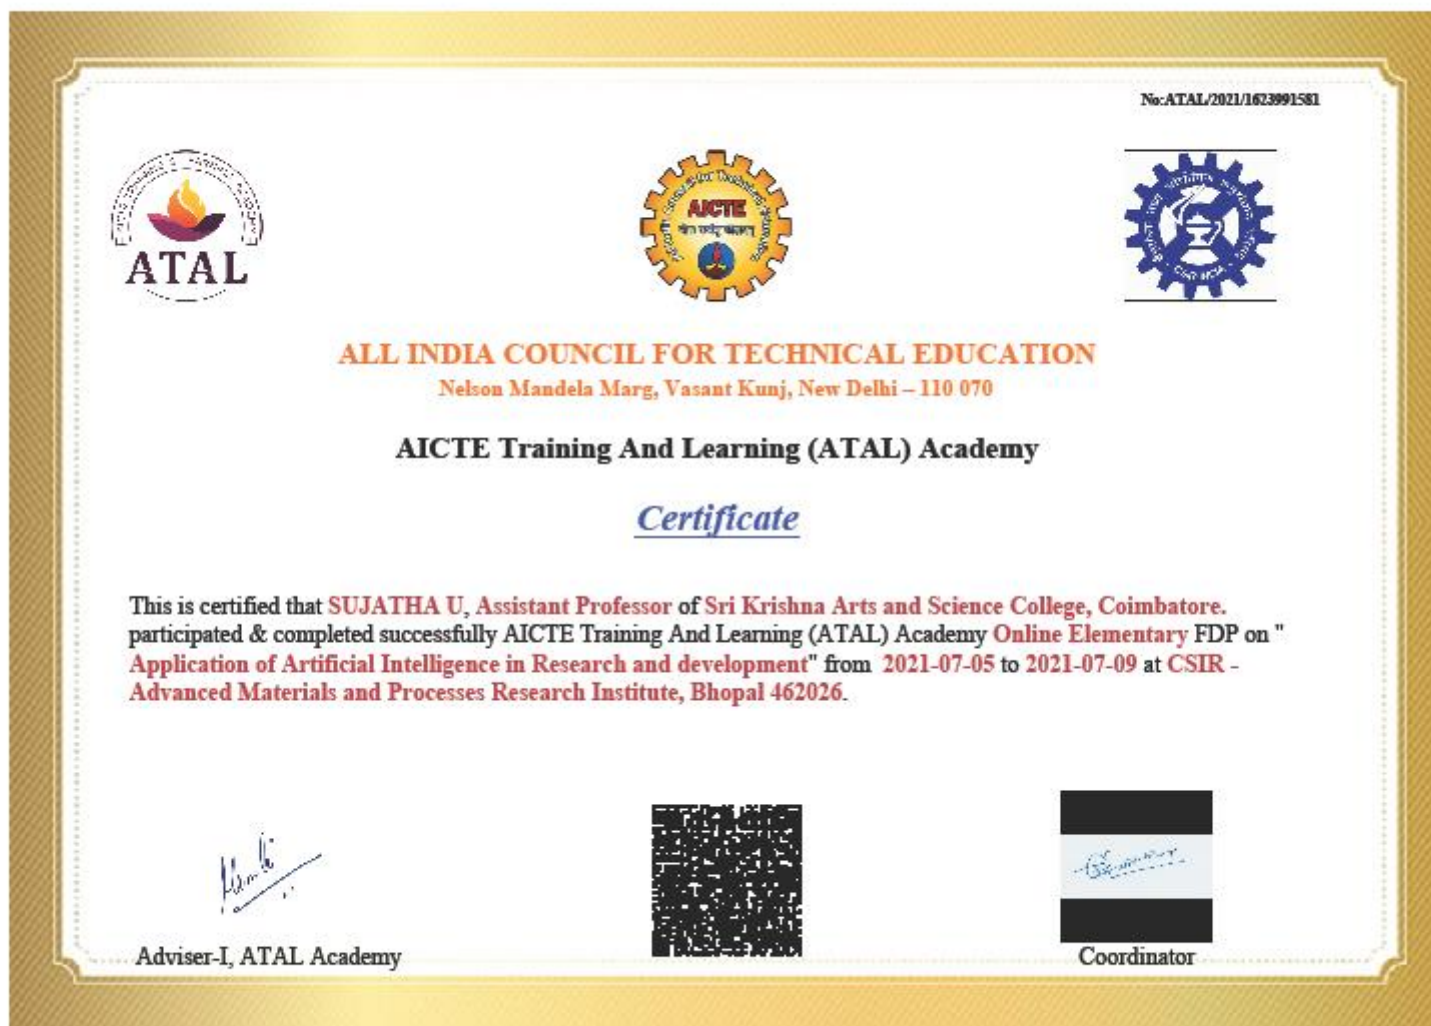 No:ATAL/2021/1623991581
ATAL
AICTE
ALL INDIA COUNCIL FOR TECHNICAL EDUCATION
Nelson Mandela Marg, Vasant Kunj, New Delhi – 110 070
AICTE Training And Learning (ATAL) Academy
Certificate
This is certified that SUJATHA U, Assistant Professor of Sri Krishna Arts and Science College, Coimbatore.
participated & completed successfully AICTE Training And Learning (ATAL) Academy Online Elementary FDP on "
Application of Artificial Intelligence in Research and development" from 2021-07-05 to 2021-07-09 at CSIR -
Advanced Materials and Processes Research Institute, Bhopal 462026.
Adviser-I, ATAL Academy
Coordinator